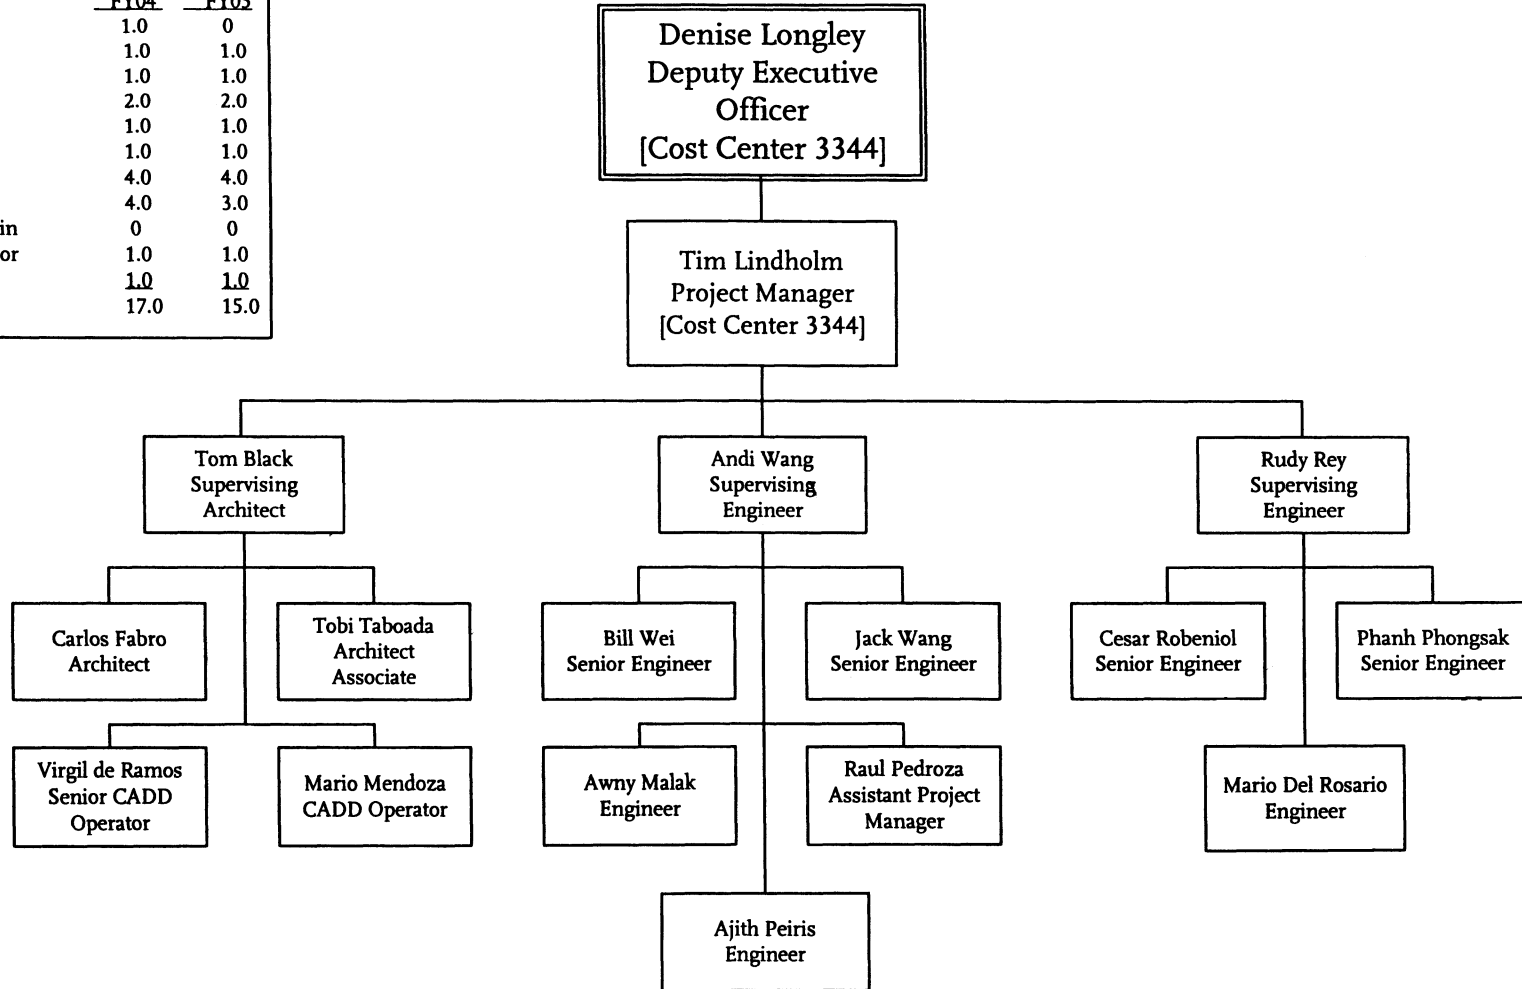 FY04 FY05
1.0 0
1.0 1.0
1.0 1.0
2.0 2.0
1.0 1.0
1.0 1.0
4.0 4.0
4.0 3.0
in 0 0
or 1.0 1.0
1.0 1.0
17.0 15.0
Denise Longley
Deputy Executive
Officer
[Cost Center 3344]
Tim Lindholm
Project Manager
[Cost Center 3344]
Tom Black
Supervising
Architect
Andi Wang
Supervising
Engineer
Rudy Rey
Supervising
Engineer
Carlos Fabro
Architect
Tobi Taboada
Architect
Associate
Bill Wei
Senior Engineer
Jack Wang
Senior Engineer
Cesar Robeniol
Senior Engineer
Phanh Phongsak
Senior Engineer
Virgil de Ramos
Senior CADD
Operator
Mario Mendoza
CADD Operator
Awny Malak
Engineer
Raul Pedroza
Assistant Project
Manager
Mario Del Rosario
Engineer
Ajith Peiris
Engineer